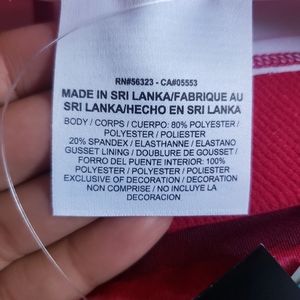 RN#56323 - CA#05553
MADE IN SRI LANKA/FABRIQUE AU
SRI LANKA/HECHO EN SRI LANKA
BODY / CORPS / CUERPO: 80% POLYESTER /
POLYESTER / POLIESTER
20% SPANDEX / ELASTHANNE / ELASTANO
GUSSET LINING / DOUBLURE DE GOUSSET /
FORRO DEL PUENTE INTERIOR: 100%
POLYESTER / POLYESTER / POLIESTER
EXCLUSIVE OF DECORATION / DECORATION
NON COMPRISE / NO INCLUYE LA
DECORACION